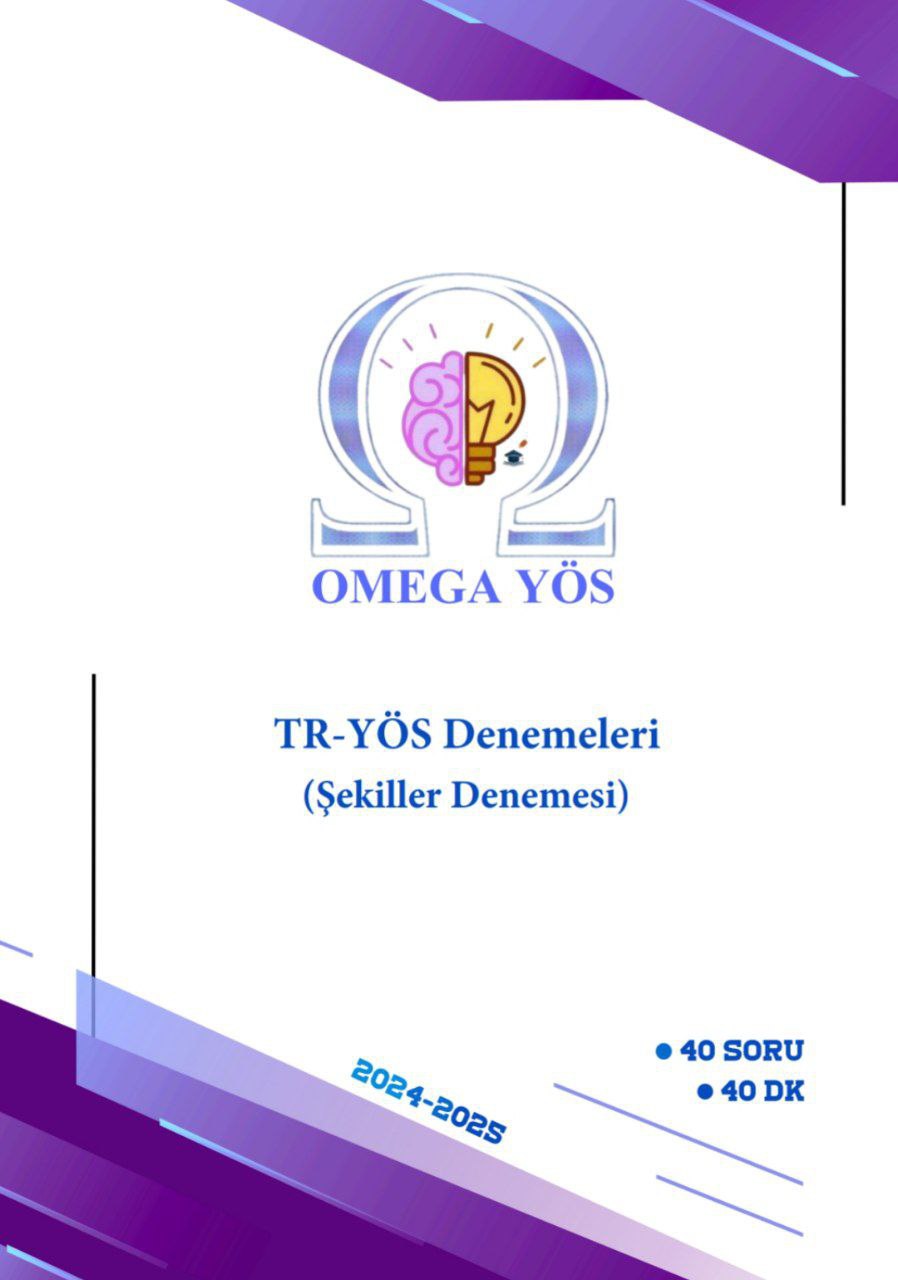 OMEGA YÖS
TR-YÖS Denemeleri
(Şekiller Denemesi)
● 40 SORU
● 40 DK
2024-2025